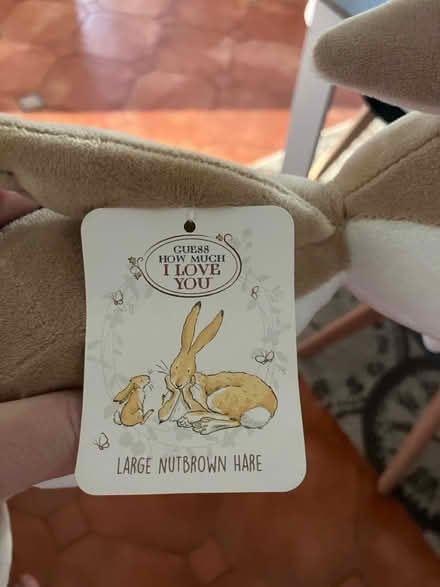 GUESS
HOW MUCH
I LOVE
YOU
LARGE NUTBROWN HARE